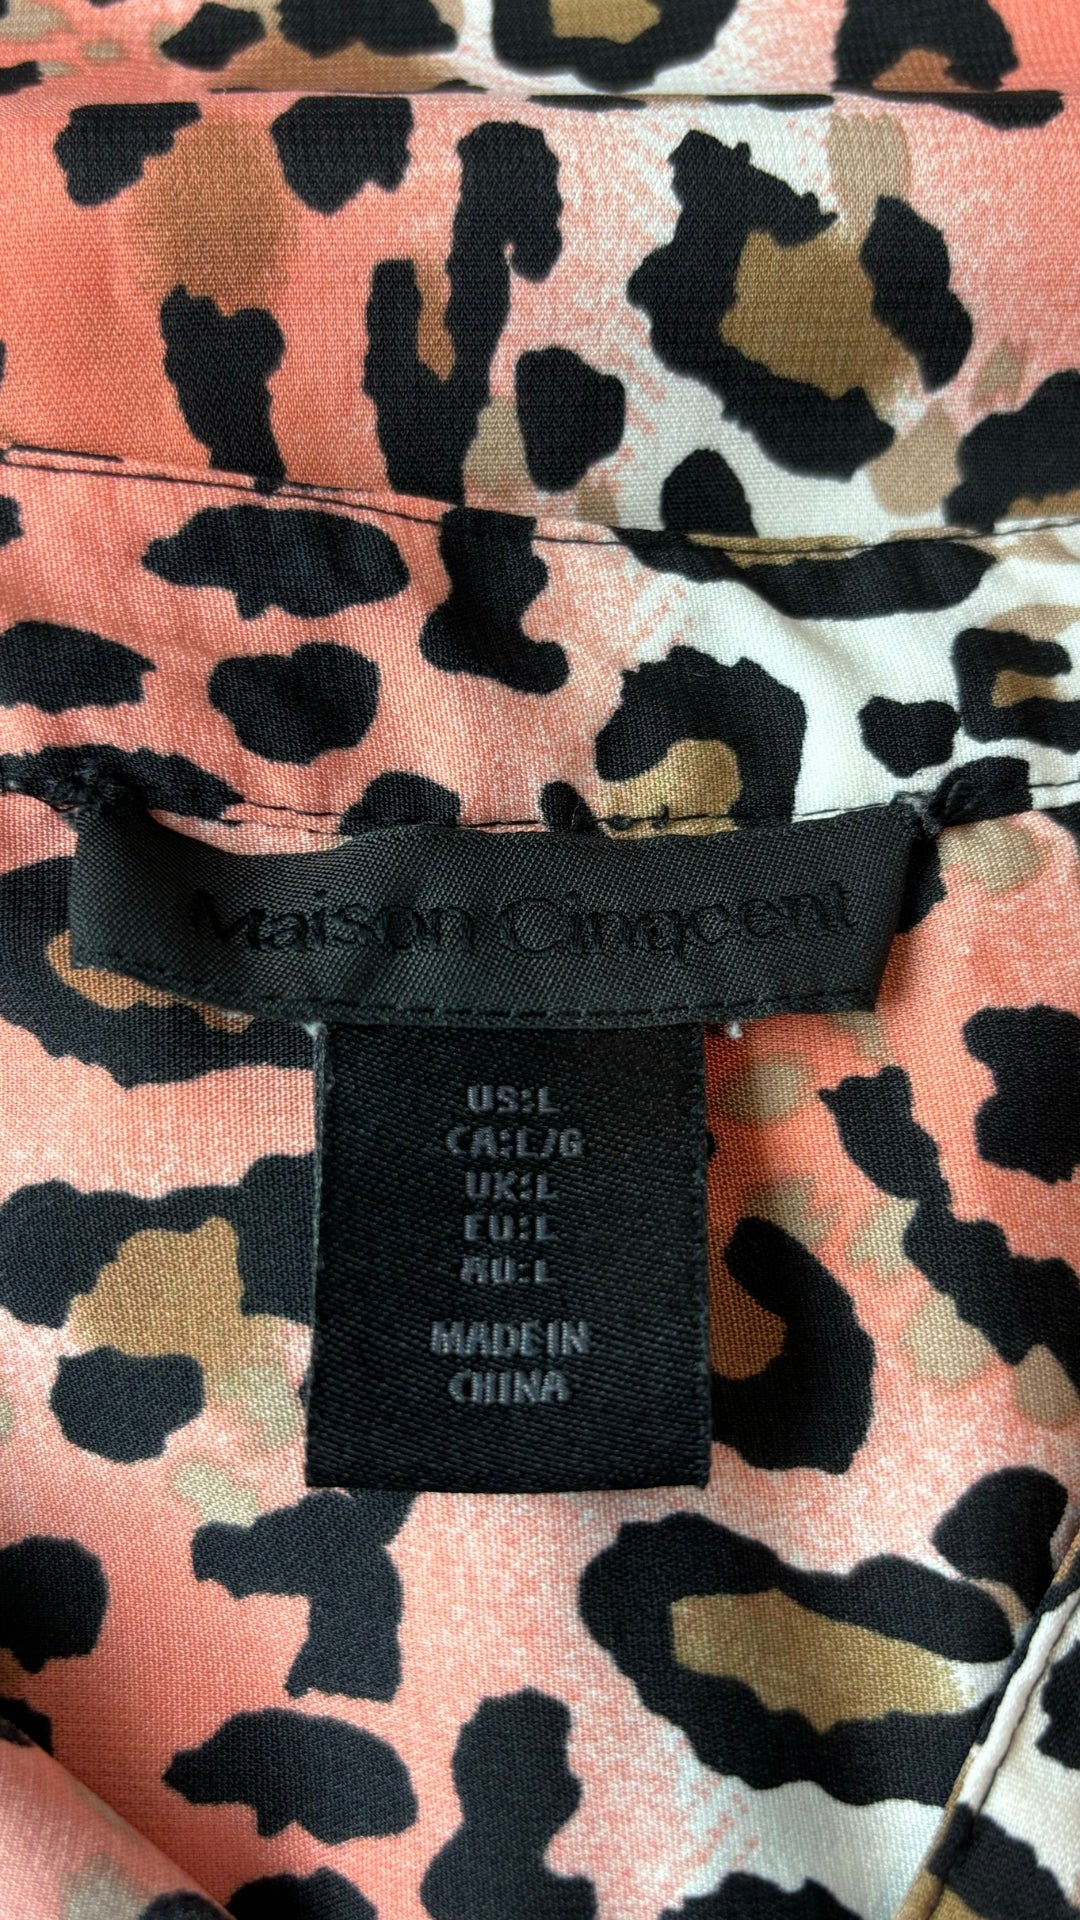 Maison Cinqcent
US:L
CA:L/G
UK:L
EU:L
AU:L
MADE IN
CHINA